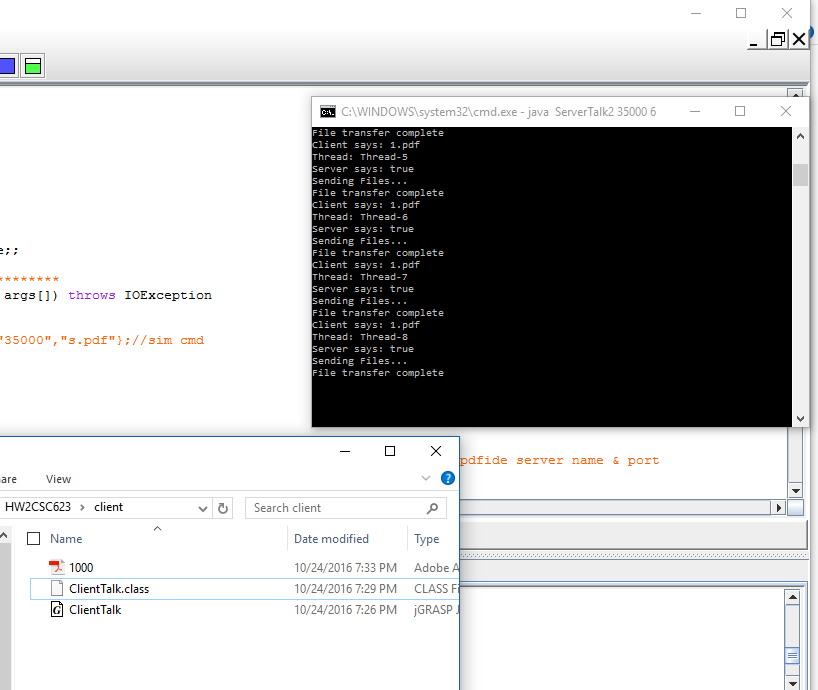 C:\WINDOWS\system32\cmd.exe - java ServerTalk2 35000 6
File transfer complete
Client says: 1.pdf
Thread: Thread-5
Server says: true
Sending Files...
File transfer complete
Client says: 1.pdf
Thread: Thread-6
Server says: true
Sending Files...
File transfer complete
Client says: 1.pdf
Thread: Thread-7
Server says: true
Sending Files...
File transfer complete
Client says: 1.pdf
Thread: Thread-8
Server says: true
Sending Files...
File transfer complete
e;;
********
args[]) throws IOException
"35000","s.pdf"};//sim cmd
pdfide server name & port
are View
HW2CSC623 > client
Search client
Name Date modified Type
1000 10/24/2016 7:33 PM Adobe A
ClientTalk.class 10/24/2016 7:29 PM CLASS Fi
ClientTalk 10/24/2016 7:26 PM jGRASP J